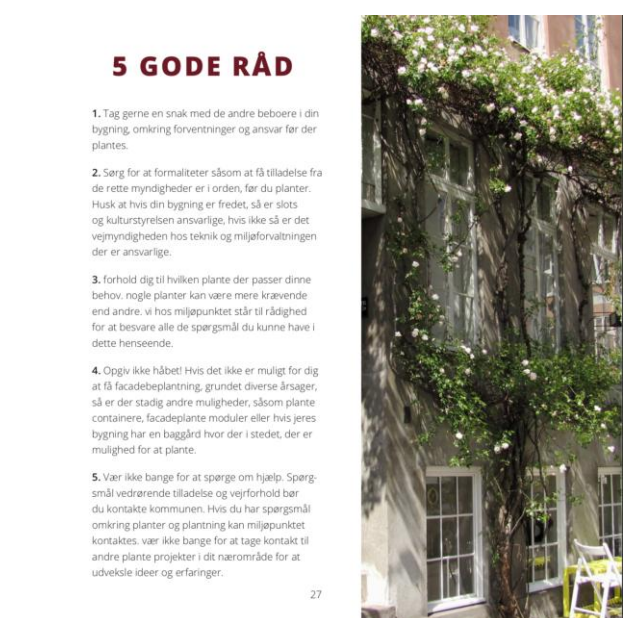 5 GODE RÅD
1. Tag gerne en snak med de andre beboere i din
bygning, omkring forventninger og ansvar før der
plantes.
2. Sørg for at formaliteter såsom at få tilladelse fra
de rette myndigheder er i orden, før du planter.
Husk at hvis din bygning er fredet, så er slots
og kulturstyrelsen ansvarlige, hvis ikke så er det
vejmyndigheden hos teknik og miljøforvaltningen
der er ansvarlige.
3. forhold dig til hvilken plante der passer dinne
behov. nogle planter kan være mere krævende
end andre. vi hos miljøpunktet står til rådighed
for at besvare alle de spørgsmål du kunne have i
dette henseende.
4. Opgiv ikke håbet! Hvis det ikke er muligt for dig
at få facadebeplantning, grundet diverse årsager,
så er der stadig andre muligheder, såsom plante
containere, facadeplante moduler eller hvis jeres
bygning har en baggård hvor der i stedet, der er
mulighed for at plante.
5. Vær ikke bange for at spørge om hjælp. Spørg-
smål vedrørende tilladelse og vejrforhold bør
du kontakte kommunen. Hvis du har spørgsmål
omkring planter og plantning kan miljøpunktet
kontaktes. vær ikke bange for at tage kontakt til
andre plante projekter i dit nærområde for at
udveksle ideer og erfaringer.
27